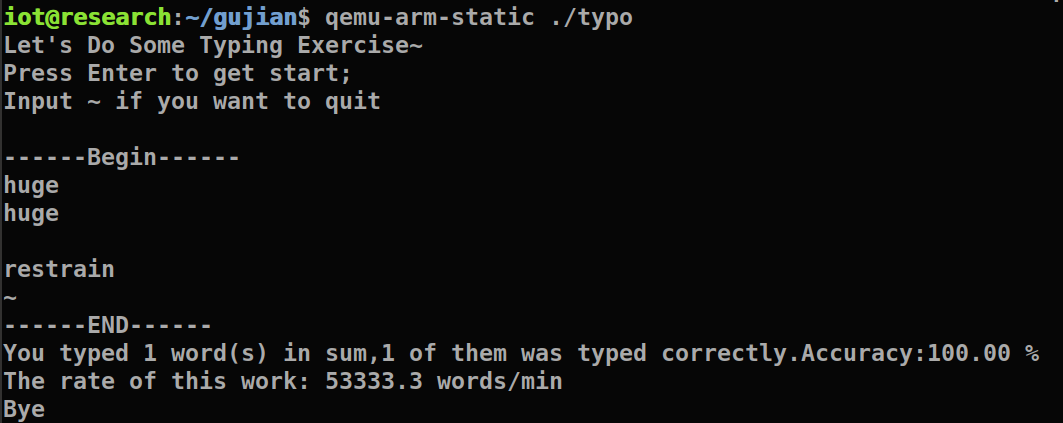 iot@research:~/gujian$ qemu-arm-static ./typo
Let's Do Some Typing Exercise~
Press Enter to get start;
Input ~ if you want to quit
------Begin------
huge
huge
restrain
~
------END------
You typed 1 word(s) in sum,1 of them was typed correctly.Accuracy:100.00 %
The rate of this work: 53333.3 words/min
Bye